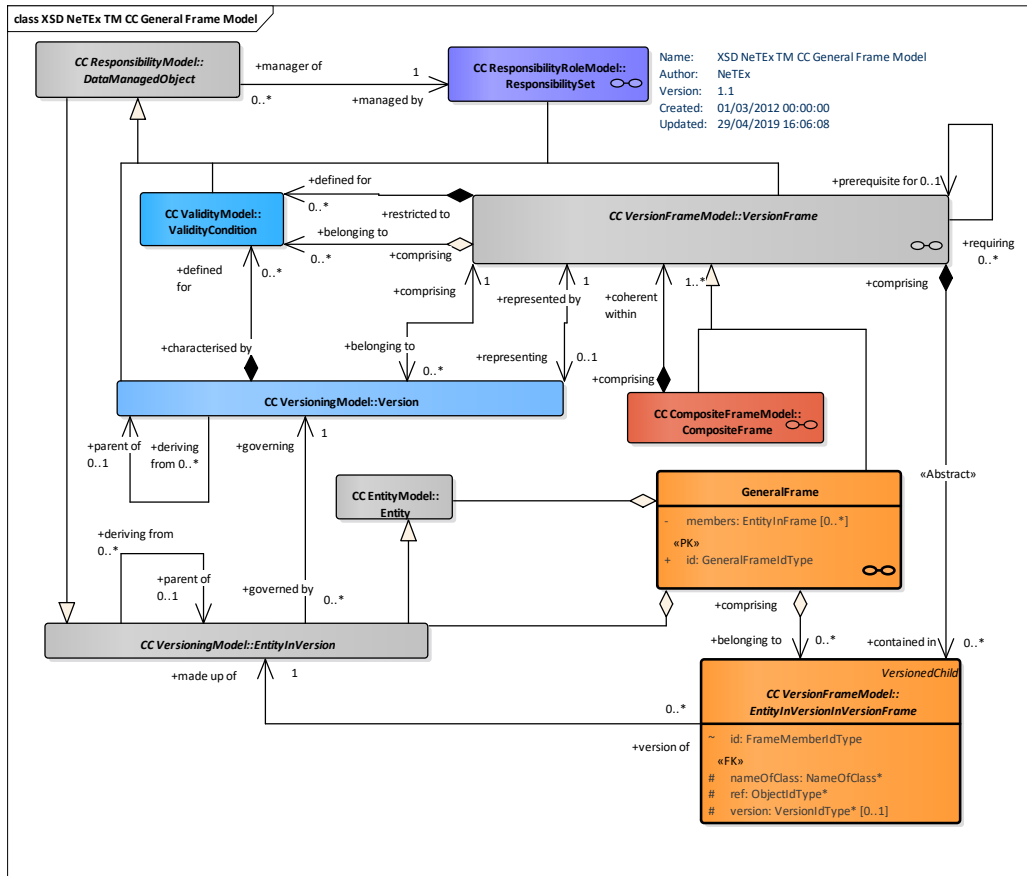 class XSD NeTEx TM CC General Frame Model
CC ResponsibilityModel::
DataManagedObject
+manager of
0..*
1
+managed by
CC ResponsibilityRoleModel::
ResponsibilitySet
Name: XSD NeTEx TM CC General Frame Model
Author: NeTEx
Version: 1.1
Created: 01/03/2012 00:00:00
Updated: 29/04/2019 16:06:08
+prerequisite for 0..1
CC ValidityModel::
ValidityCondition
+defined for
0..*
+restricted to
+belonging to
0..*
+comprising
CC VersionFrameModel::VersionFrame
+requiring
0..*
+defined
for
0..*
+comprising
1
+represented by
1
+coherent
within
1..*
+comprising
+characterised by
+belonging to
0..*
+representing
0..1
+comprising
CC VersioningModel::Version
CC CompositeFrameModel::
CompositeFrame
+parent of
0..1
+deriving
from 0..*
+governing
1
«Abstract»
CC EntityModel::
Entity
GeneralFrame
- members: EntityInFrame [0..*]
«PK»
+ id: GeneralFrameIdType
+deriving from
0..*
+parent of
0..1
+governed by
0..*
+comprising
+belonging to
0..*
+contained in
0..*
CC VersioningModel::EntityInVersion
+made up of
1
0..*
+version of
VersionedChild
CC VersionFrameModel::
EntityInVersionInVersionFrame
~ id: FrameMemberIdType
«FK»
# nameOfClass: NameOfClass*
# ref: ObjectIdType*
# version: VersionIdType* [0..1]